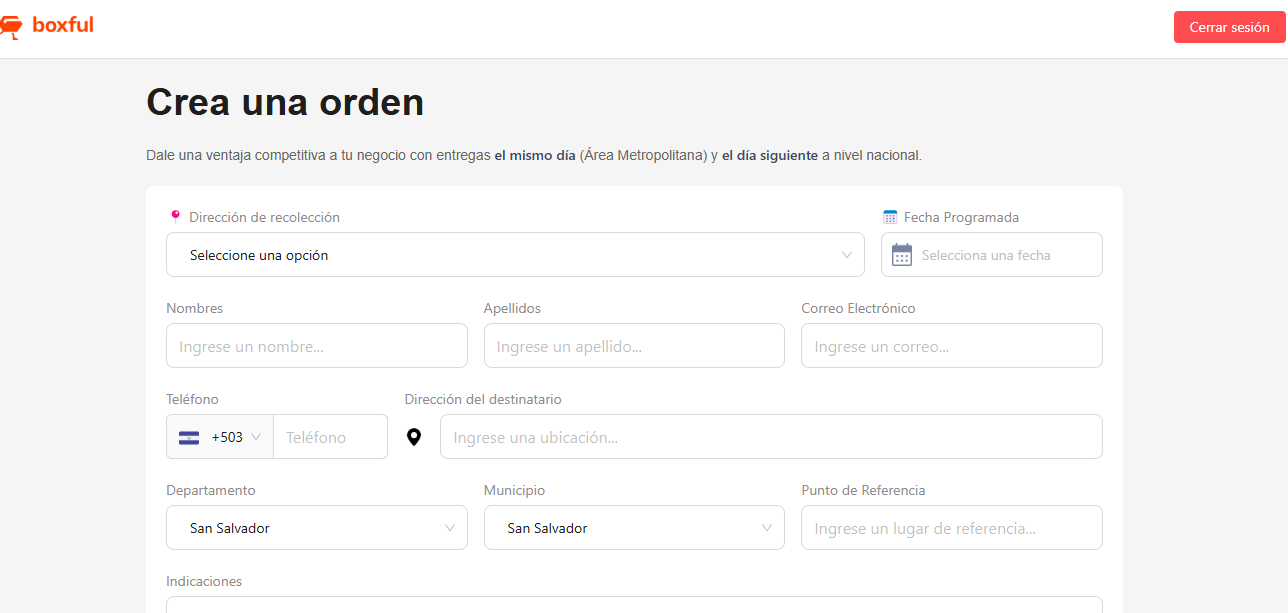 boxful
Cerrar sesión
Crea una orden
Dale una ventaja competitiva a tu negocio con entregas el mismo día (Área Metropolitana) y el día siguiente a nivel nacional.
Dirección de recolección
Fecha Programada
Seleccione una opción
Selecciona una fecha
Nombres
Apellidos
Correo Electrónico
Ingrese un nombre...
Ingrese un apellido...
Ingrese un correo...
Teléfono
Dirección del destinatario
+503
Teléfono
Ingrese una ubicación...
Departamento
Municipio
Punto de Referencia
San Salvador
San Salvador
Ingrese un lugar de referencia...
Indicaciones